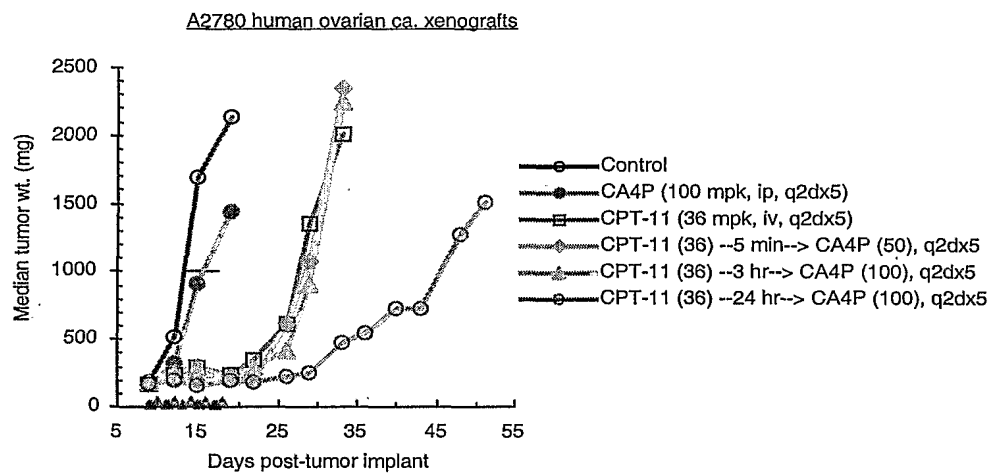 A2780 human ovarian ca. xenografts
2500
2000
1500
1000
500
0
Median tumor wt. (mg)
5 15 25 35 45 55
Days post-tumor implant
Control
CA4P (100 mpk, ip, q2dx5)
CPT-11 (36 mpk, iv, q2dx5)
CPT-11 (36) --5 min--> CA4P (50), q2dx5
CPT-11 (36) --3 hr--> CA4P (100), q2dx5
CPT-11 (36) --24 hr--> CA4P (100), q2dx5